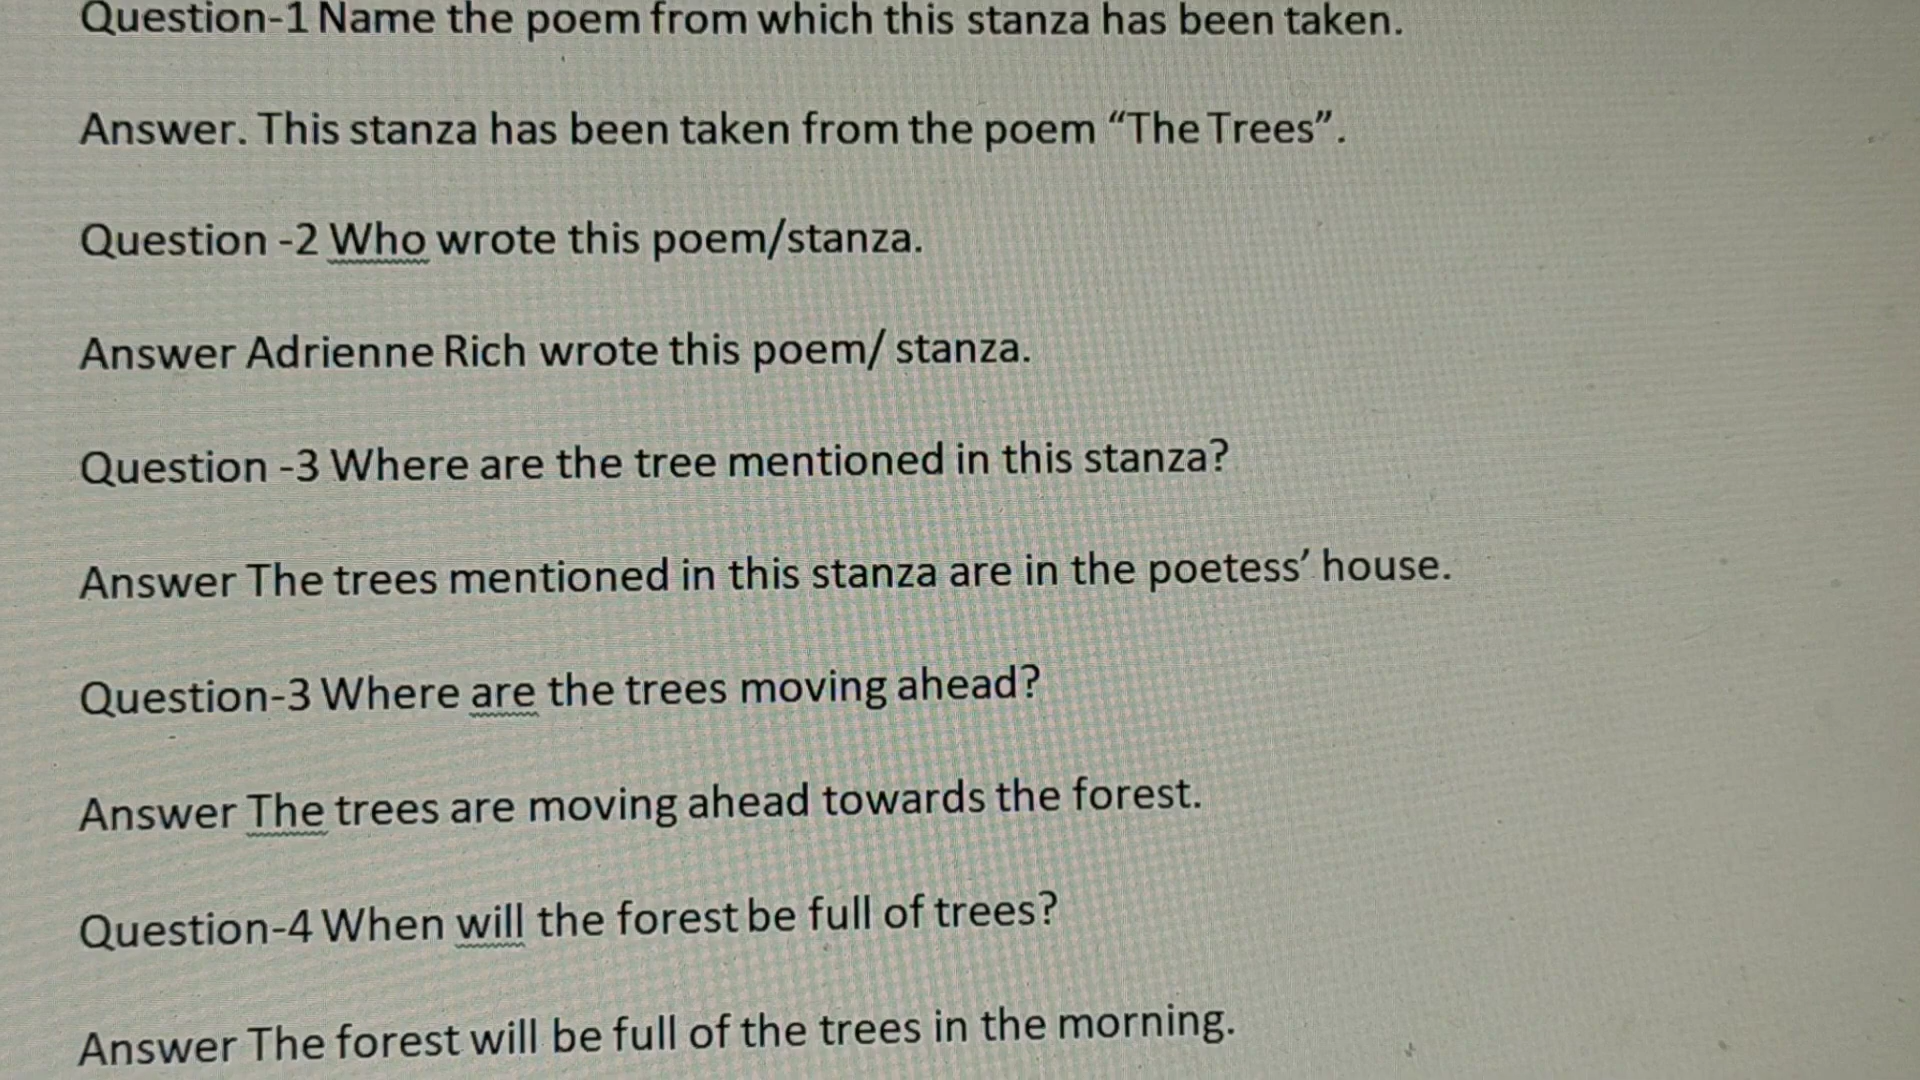 Question-1 Name the poem from which this stanza has been taken.
Answer. This stanza has been taken from the poem “The Trees”.
Question -2 Who wrote this poem/stanza.
Answer Adrienne Rich wrote this poem/ stanza.
Question -3 Where are the tree mentioned in this stanza?
Answer The trees mentioned in this stanza are in the poetess’ house.
Question-3 Where are the trees moving ahead?
Answer The trees are moving ahead towards the forest.
Question-4 When will the forest be full of trees?
Answer The forest will be full of the trees in the morning.